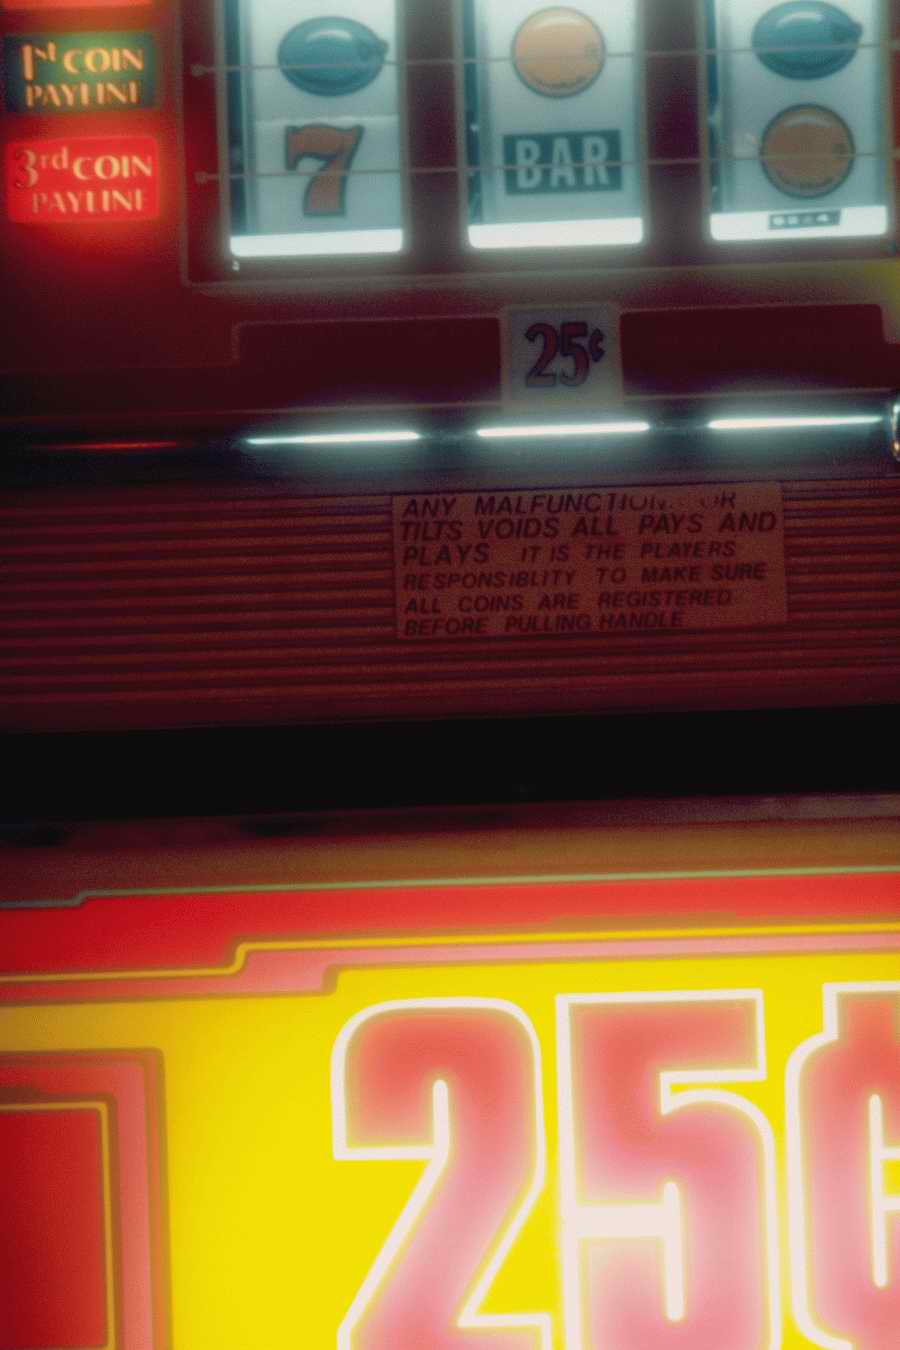 1st COIN
PAYLINE
3rd COIN
PAYLINE
7
BAR
25¢
ANY MALFUNCTION OR
TILTS VOIDS ALL PAYS AND
PLAYS IT IS THE PLAYERS
RESPONSIBLITY TO MAKE SURE
ALL COINS ARE REGISTERED
BEFORE PULLING HANDLE
25¢